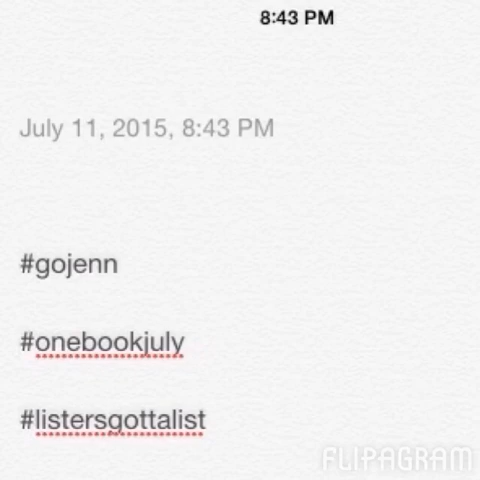 8:43 PM
July 11, 2015, 8:43 PM
#gojenn
#onebookjuly
#listersgottalist
FLIPAGRAM